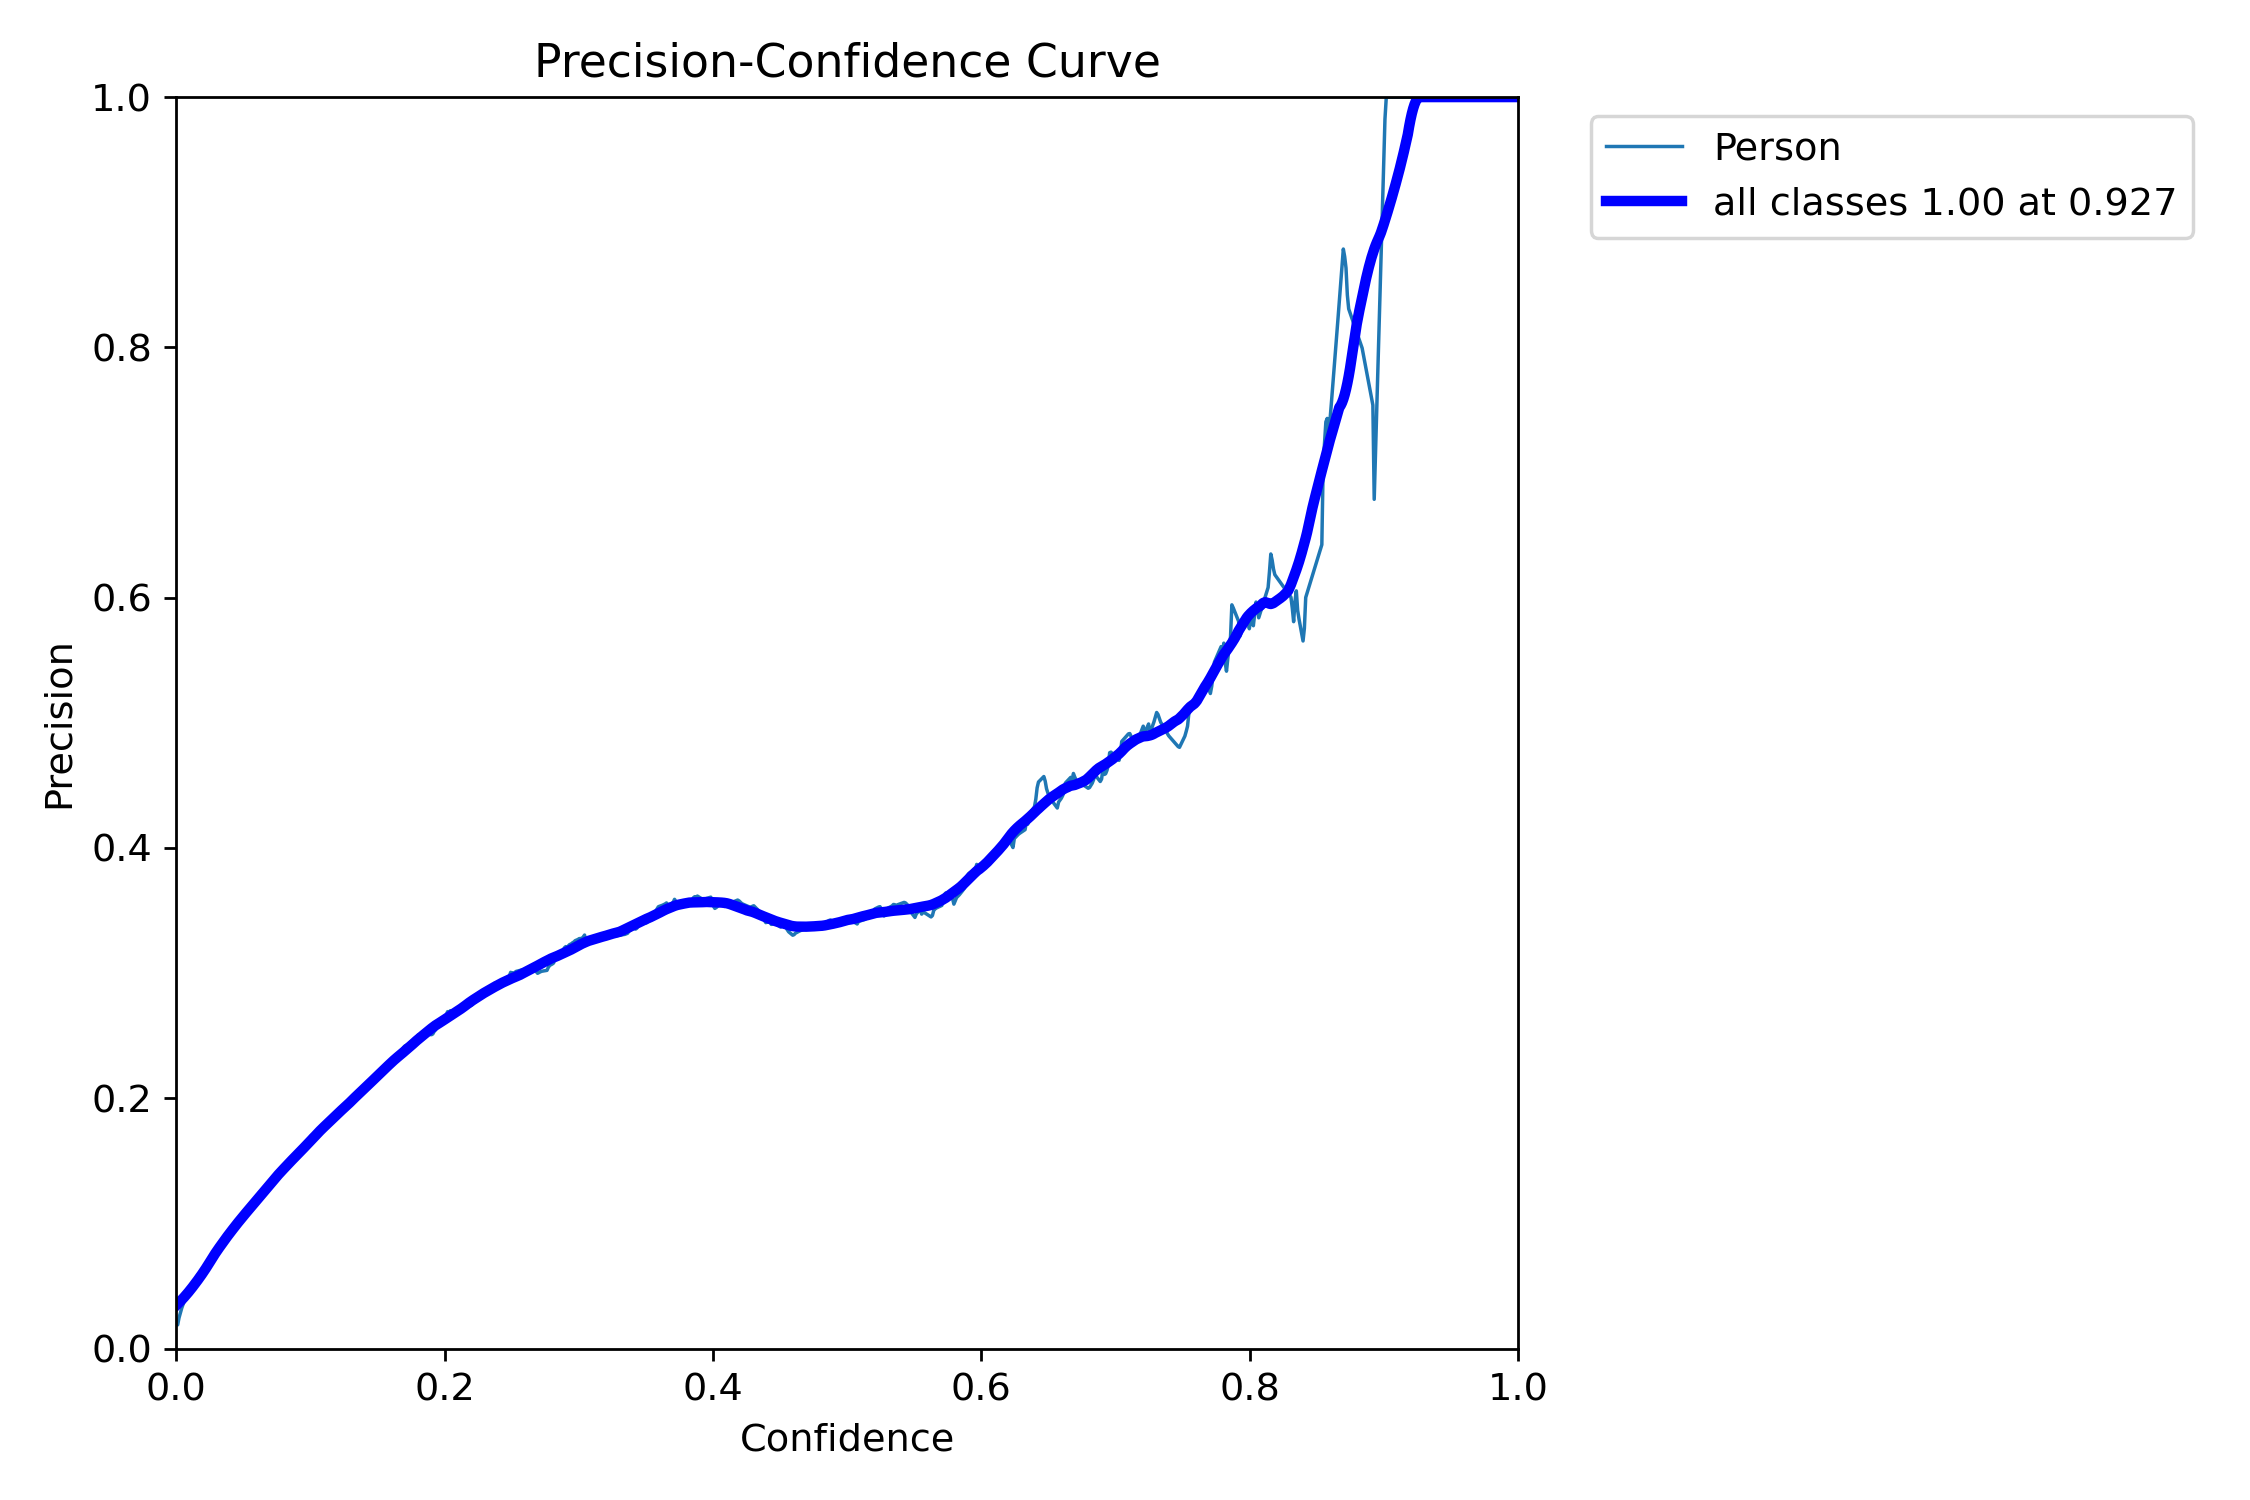 Precision-Confidence Curve
1.0
0.8
0.6
0.4
0.2
0.0
Precision
0.0 0.2 0.4 0.6 0.8 1.0
Confidence
Person
all classes 1.00 at 0.927